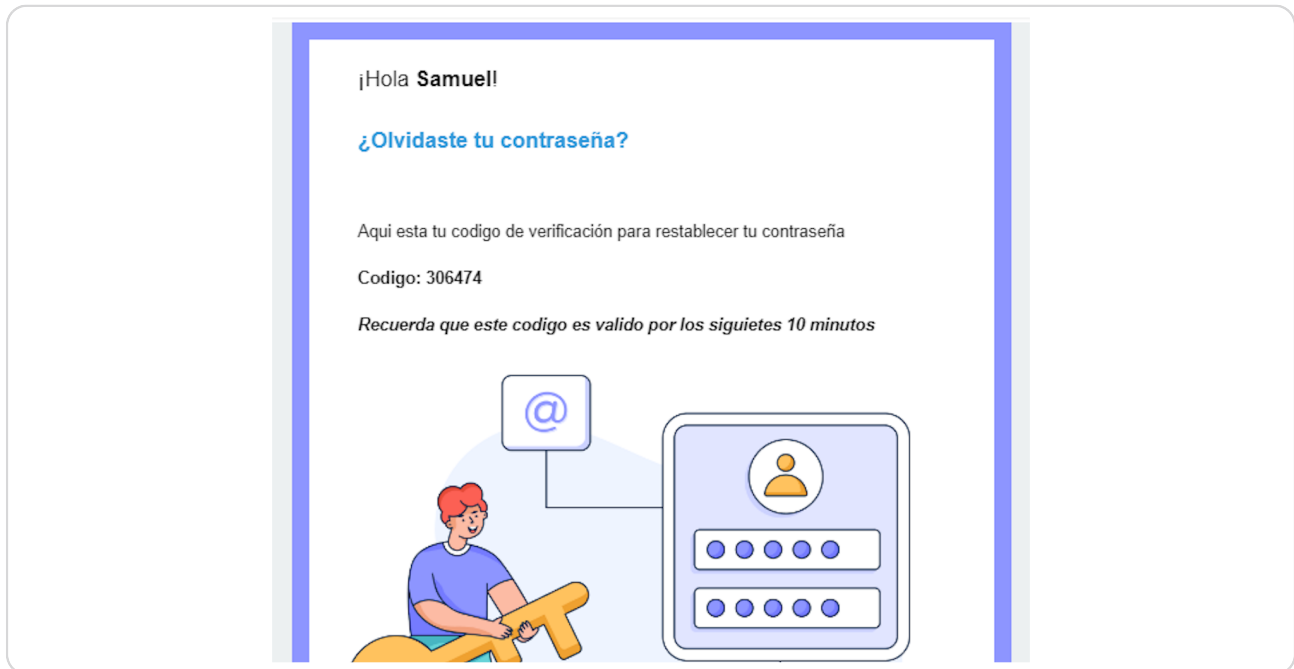 ¡Hola Samuel!
¿Olvidaste tu contraseña?
Aqui esta tu codigo de verificación para restablecer tu contraseña
Codigo: 306474
Recuerda que este codigo es valido por los siguietes 10 minutos
@